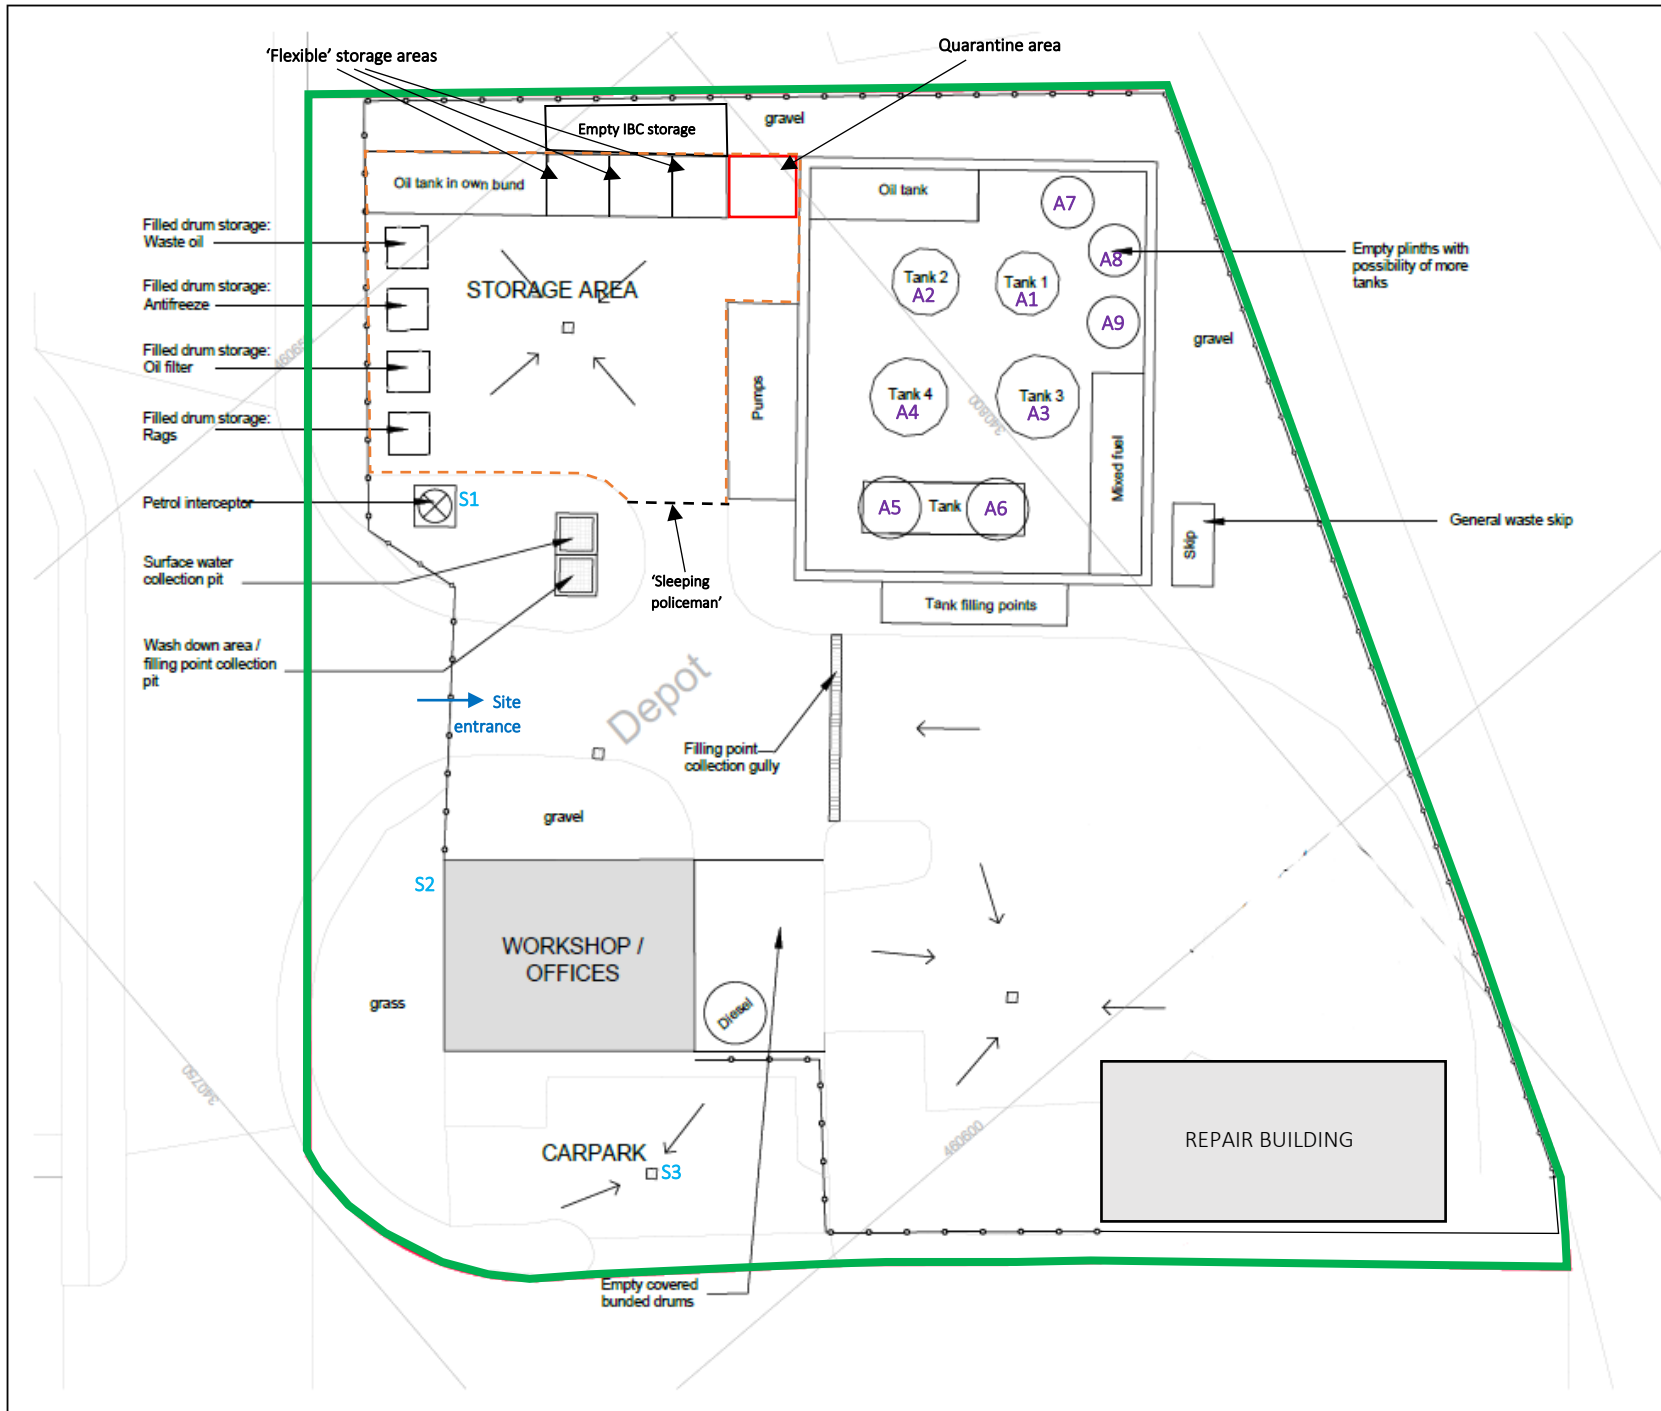 'Flexible' storage areas
Quarantine area
gravel
Empty IBC storage
Oil tank in own bund
Oil tank
A7
Filled drum storage:
Waste oil
Empty plinths with
possibility of more
tanks
A8
Filled drum storage:
Antifreeze
STORAGE AREA
Tank 2
A2
Tank 1
A1
A9
gravel
460650
Filled drum storage:
Oil filter
Pumps
Tank 4
A4
Tank 3
A3
340800
Filled drum storage:
Rags
Mixed fuel
Petrol interceptor
S1
A5
Tank
A6
General waste skip
Skip
Surface water
collection pit
'Sleeping
policeman'
Tank filling points
Wash down area /
filling point collection
pit
Site
entrance
Depot
Filling point
collection gully
gravel
S2
WORKSHOP /
OFFICES
grass
Diesel
340750
460600
CARPARK
S3
REPAIR BUILDING
Empty covered
bunded drums